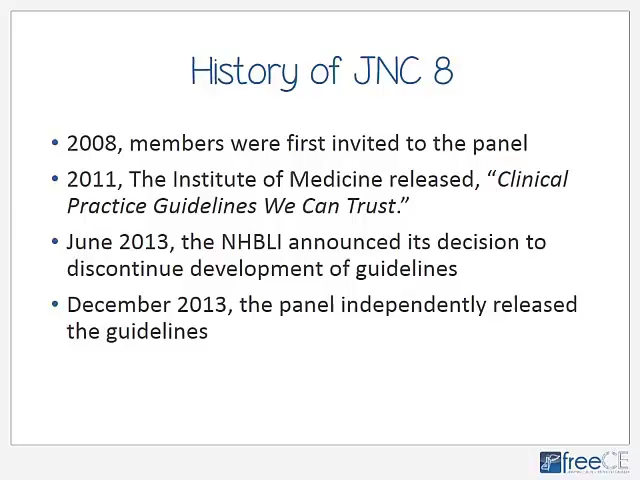 History of JNC 8
• 2008, members were first invited to the panel
• 2011, The Institute of Medicine released, “Clinical
Practice Guidelines We Can Trust.”
• June 2013, the NHBLI announced its decision to
discontinue development of guidelines
• December 2013, the panel independently released
the guidelines
freeCE